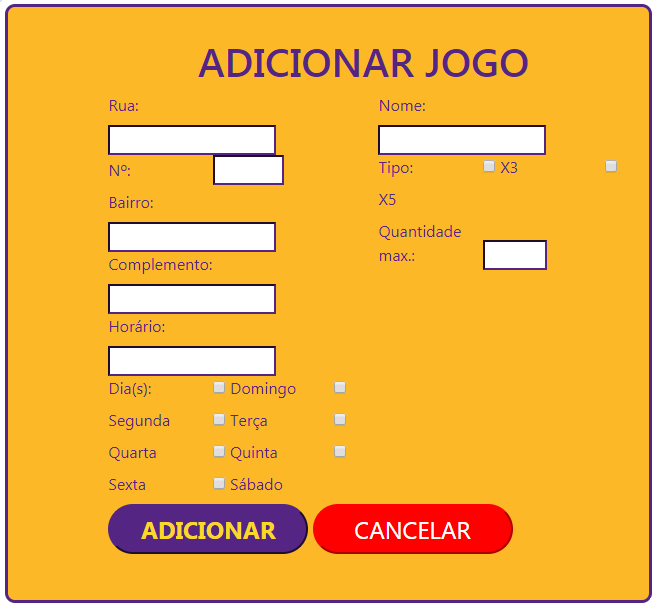 ADICIONAR JOGO
Rua:
Nº:
Bairro:
Complemento:
Horário:
Dia(s): Domingo
Segunda Terça
Quarta Quinta
Sexta Sábado
Nome:
Tipo: X3
X5
Quantidade
max.:
ADICIONAR CANCELAR